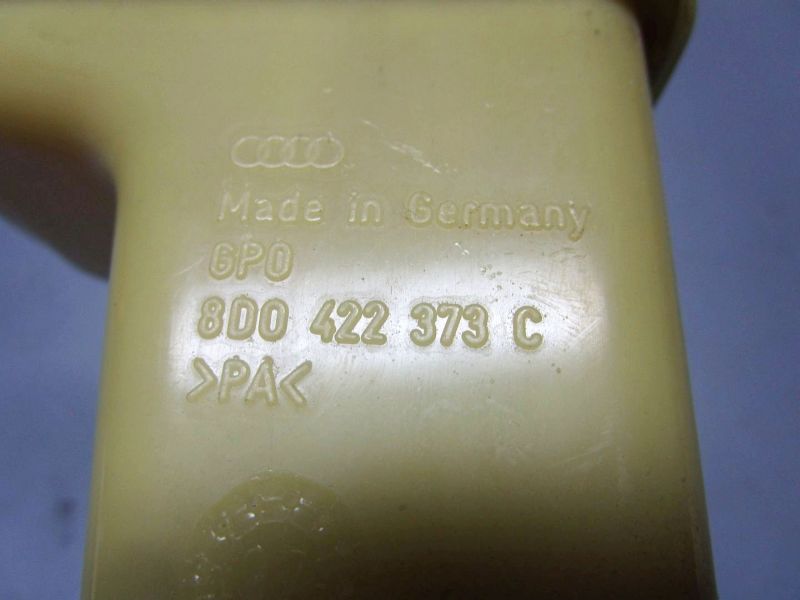 Made in Germany
GPO
8D0 422 373 C
>PA<